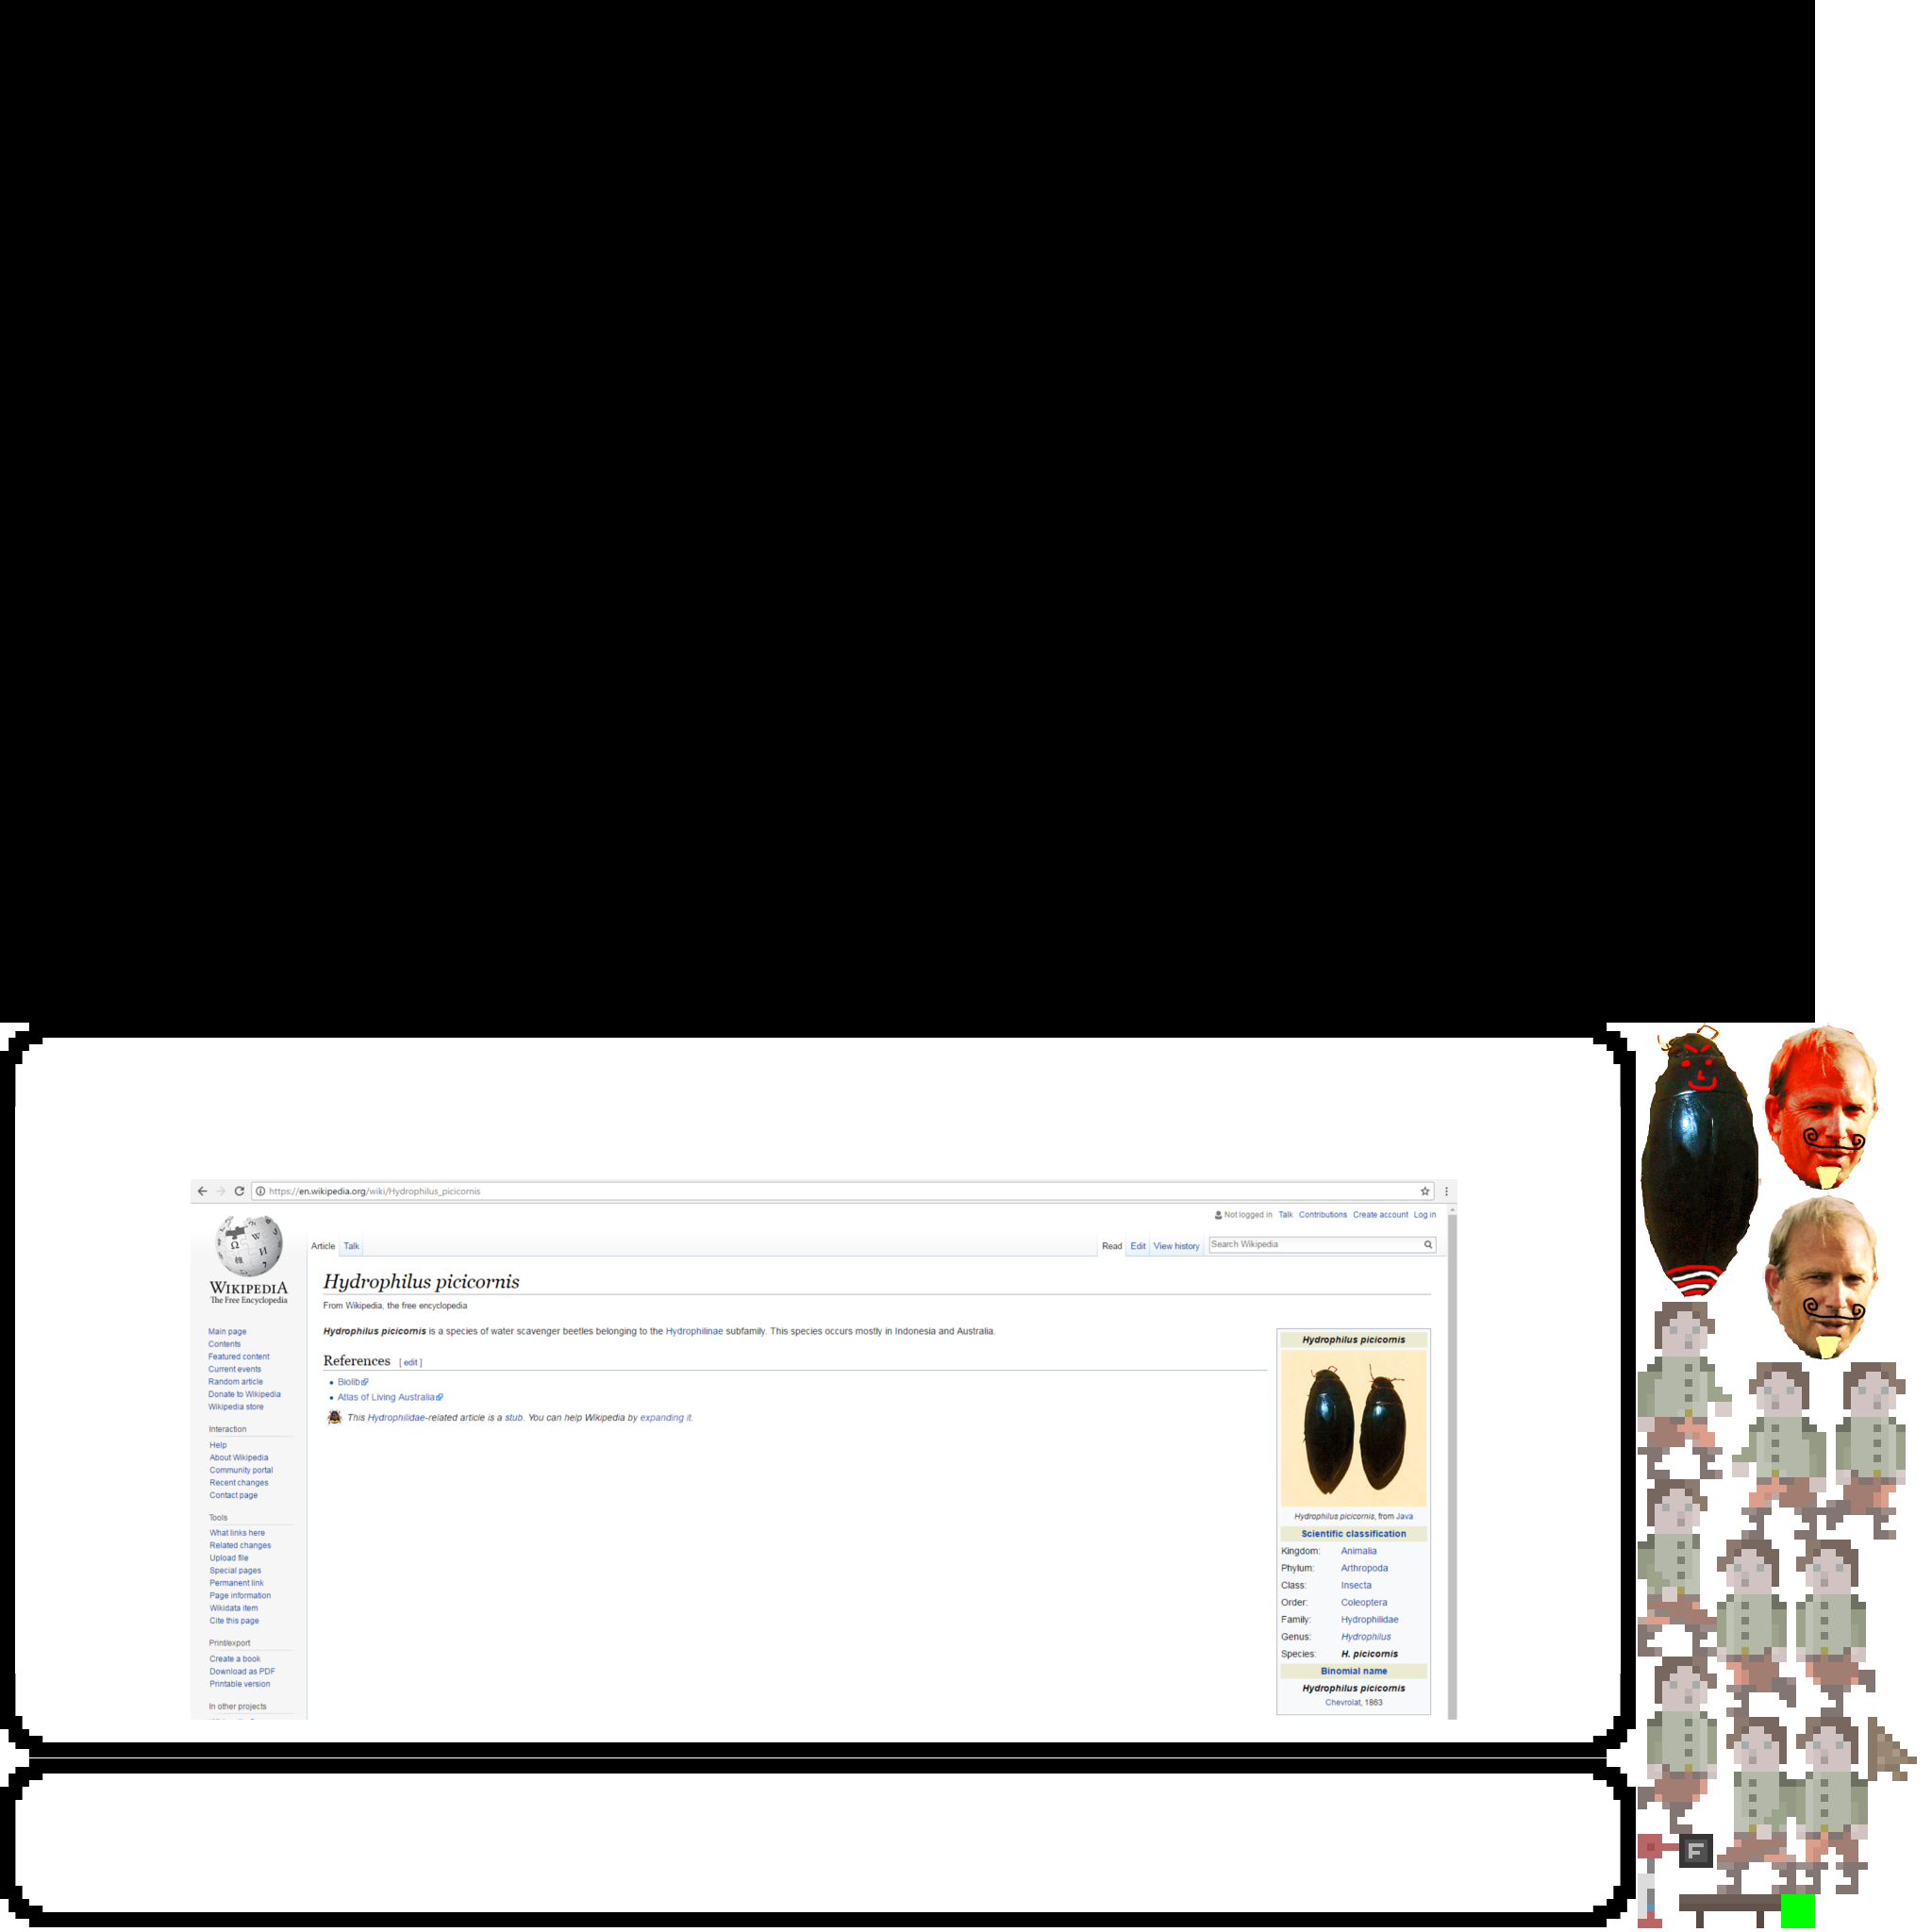 https://en.wikipedia.org/wiki/Hydrophilus_picicornis
Not logged in Talk Contributions Create account Log in
Article Talk Read Edit View history Search Wikipedia
WIKIPEDIA
The Free Encyclopedia
Hydrophilus picicornis
From Wikipedia, the free encyclopedia
Hydrophilus picicornis is a species of water scavenger beetles belonging to the Hydrophilinae subfamily. This species occurs mostly in Indonesia and Australia.
References [ edit ]
Biolib
Atlas of Living Australia
This Hydrophilidae-related article is a stub. You can help Wikipedia by expanding it.
Main page
Contents
Featured content
Current events
Random article
Donate to Wikipedia
Wikipedia store
Interaction
Help
About Wikipedia
Community portal
Recent changes
Contact page
Tools
What links here
Related changes
Upload file
Special pages
Permanent link
Page information
Wikidata item
Cite this page
Print/export
Create a book
Download as PDF
Printable version
In other projects
Hydrophilus picicornis
Hydrophilus picicornis, from Java
Scientific classification
Kingdom: Animalia
Phylum: Arthropoda
Class: Insecta
Order: Coleoptera
Family: Hydrophilidae
Genus: Hydrophilus
Species: H. picicornis
Binomial name
Hydrophilus picicornis
Chevrolat, 1863
F